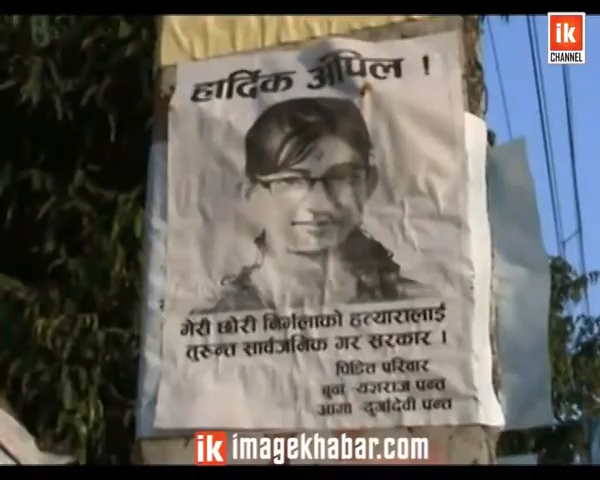 ik
CHANNEL
हार्दिक अपिल !
मेरी छोरी निर्मलाको हत्यारालाई
तुरुन्त सार्वजनिक गर सरकार !
पिडित परिवार
बुवा -यज्ञराज पन्त
आमा -दुर्गादेवी पन्त
ik imagekhabar.com